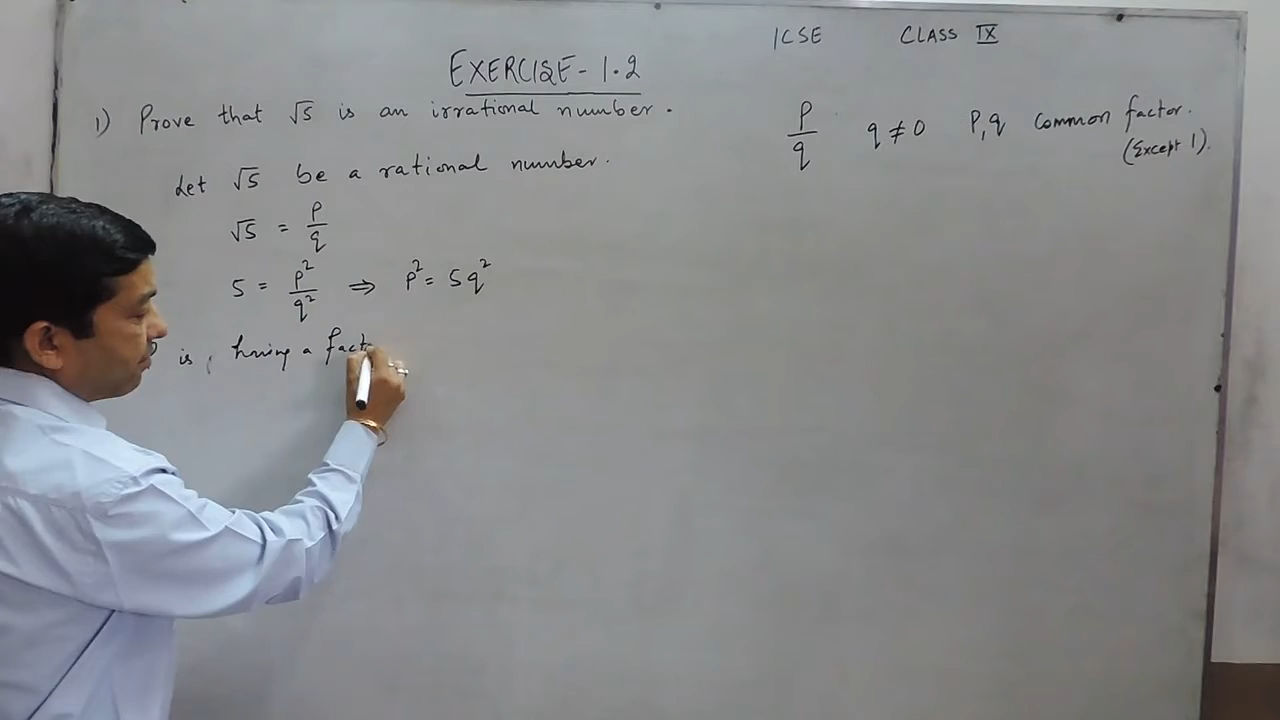 ICSE CLASS IX
EXERCISE - 1.2
1) Prove that √5 is an irrational number.
p/q q ≠ 0 P, q common factor.
(Except 1).
Let √5 be a rational number.
√5 = p/q
5 = p²/q² ⇒ p² = 5q²
is, having a fact